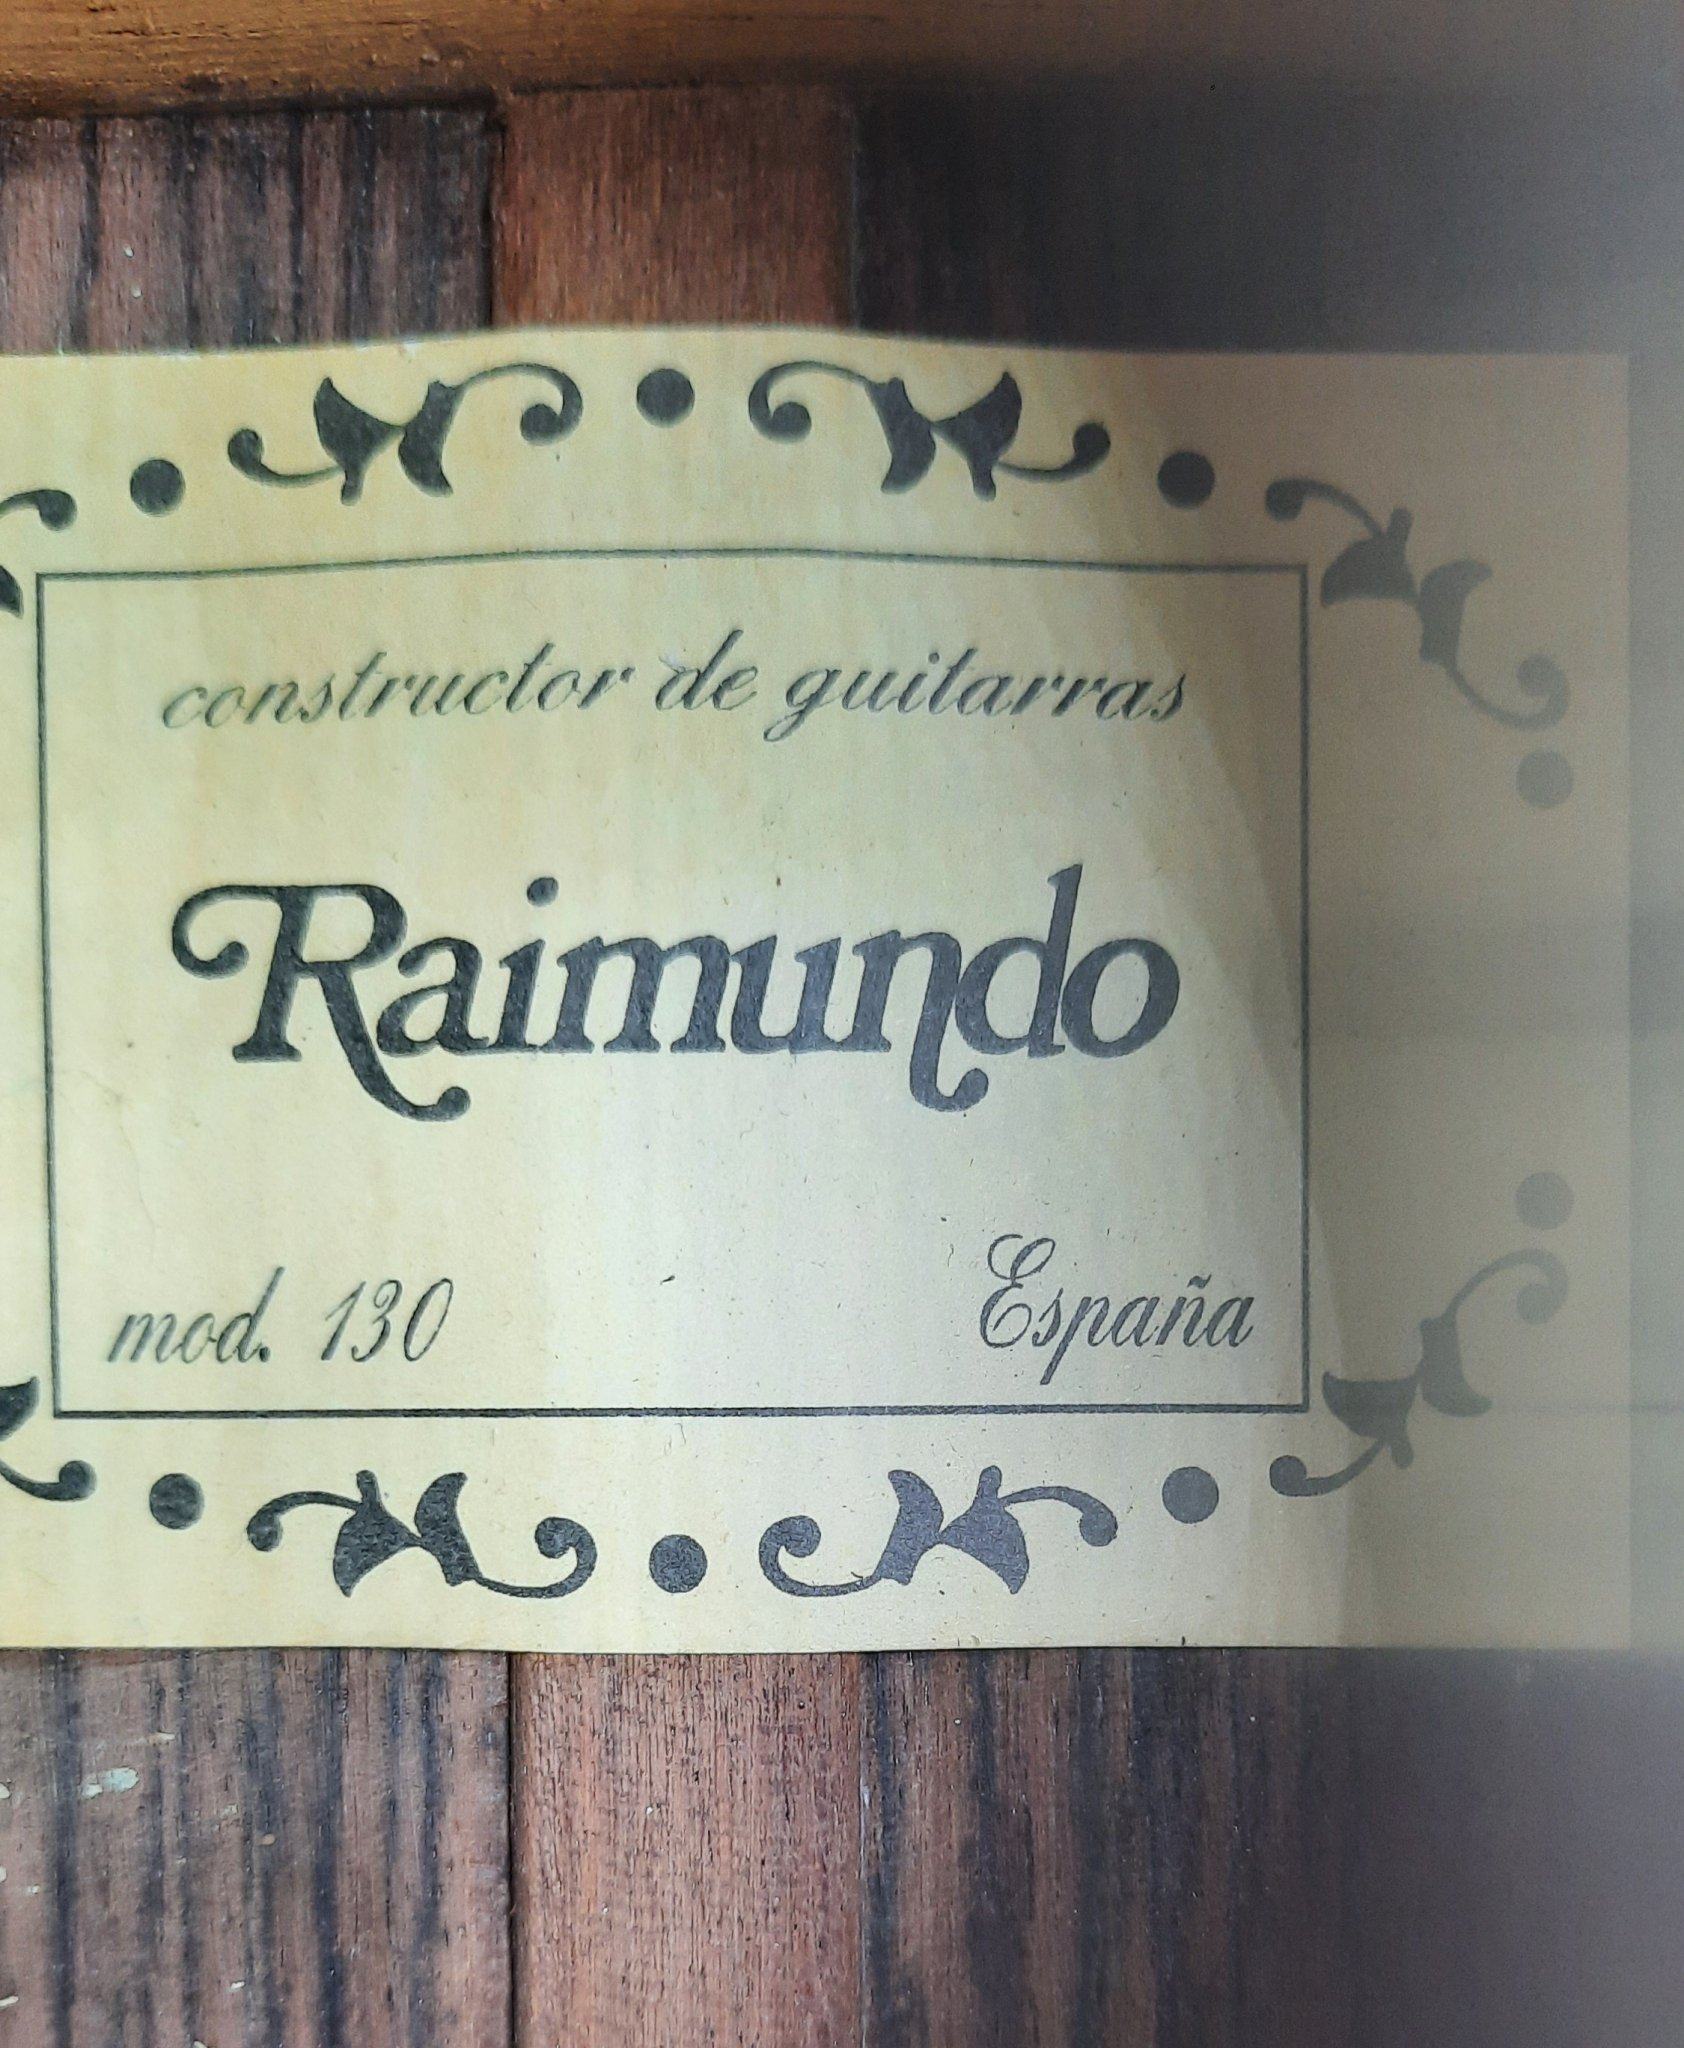 constructor de guitarras
Raimundo
mod. 130 España